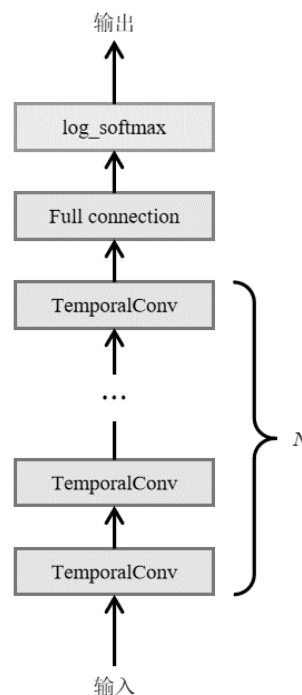 输出
log_softmax
Full connection
TemporalConv
...
N
TemporalConv
TemporalConv
输入